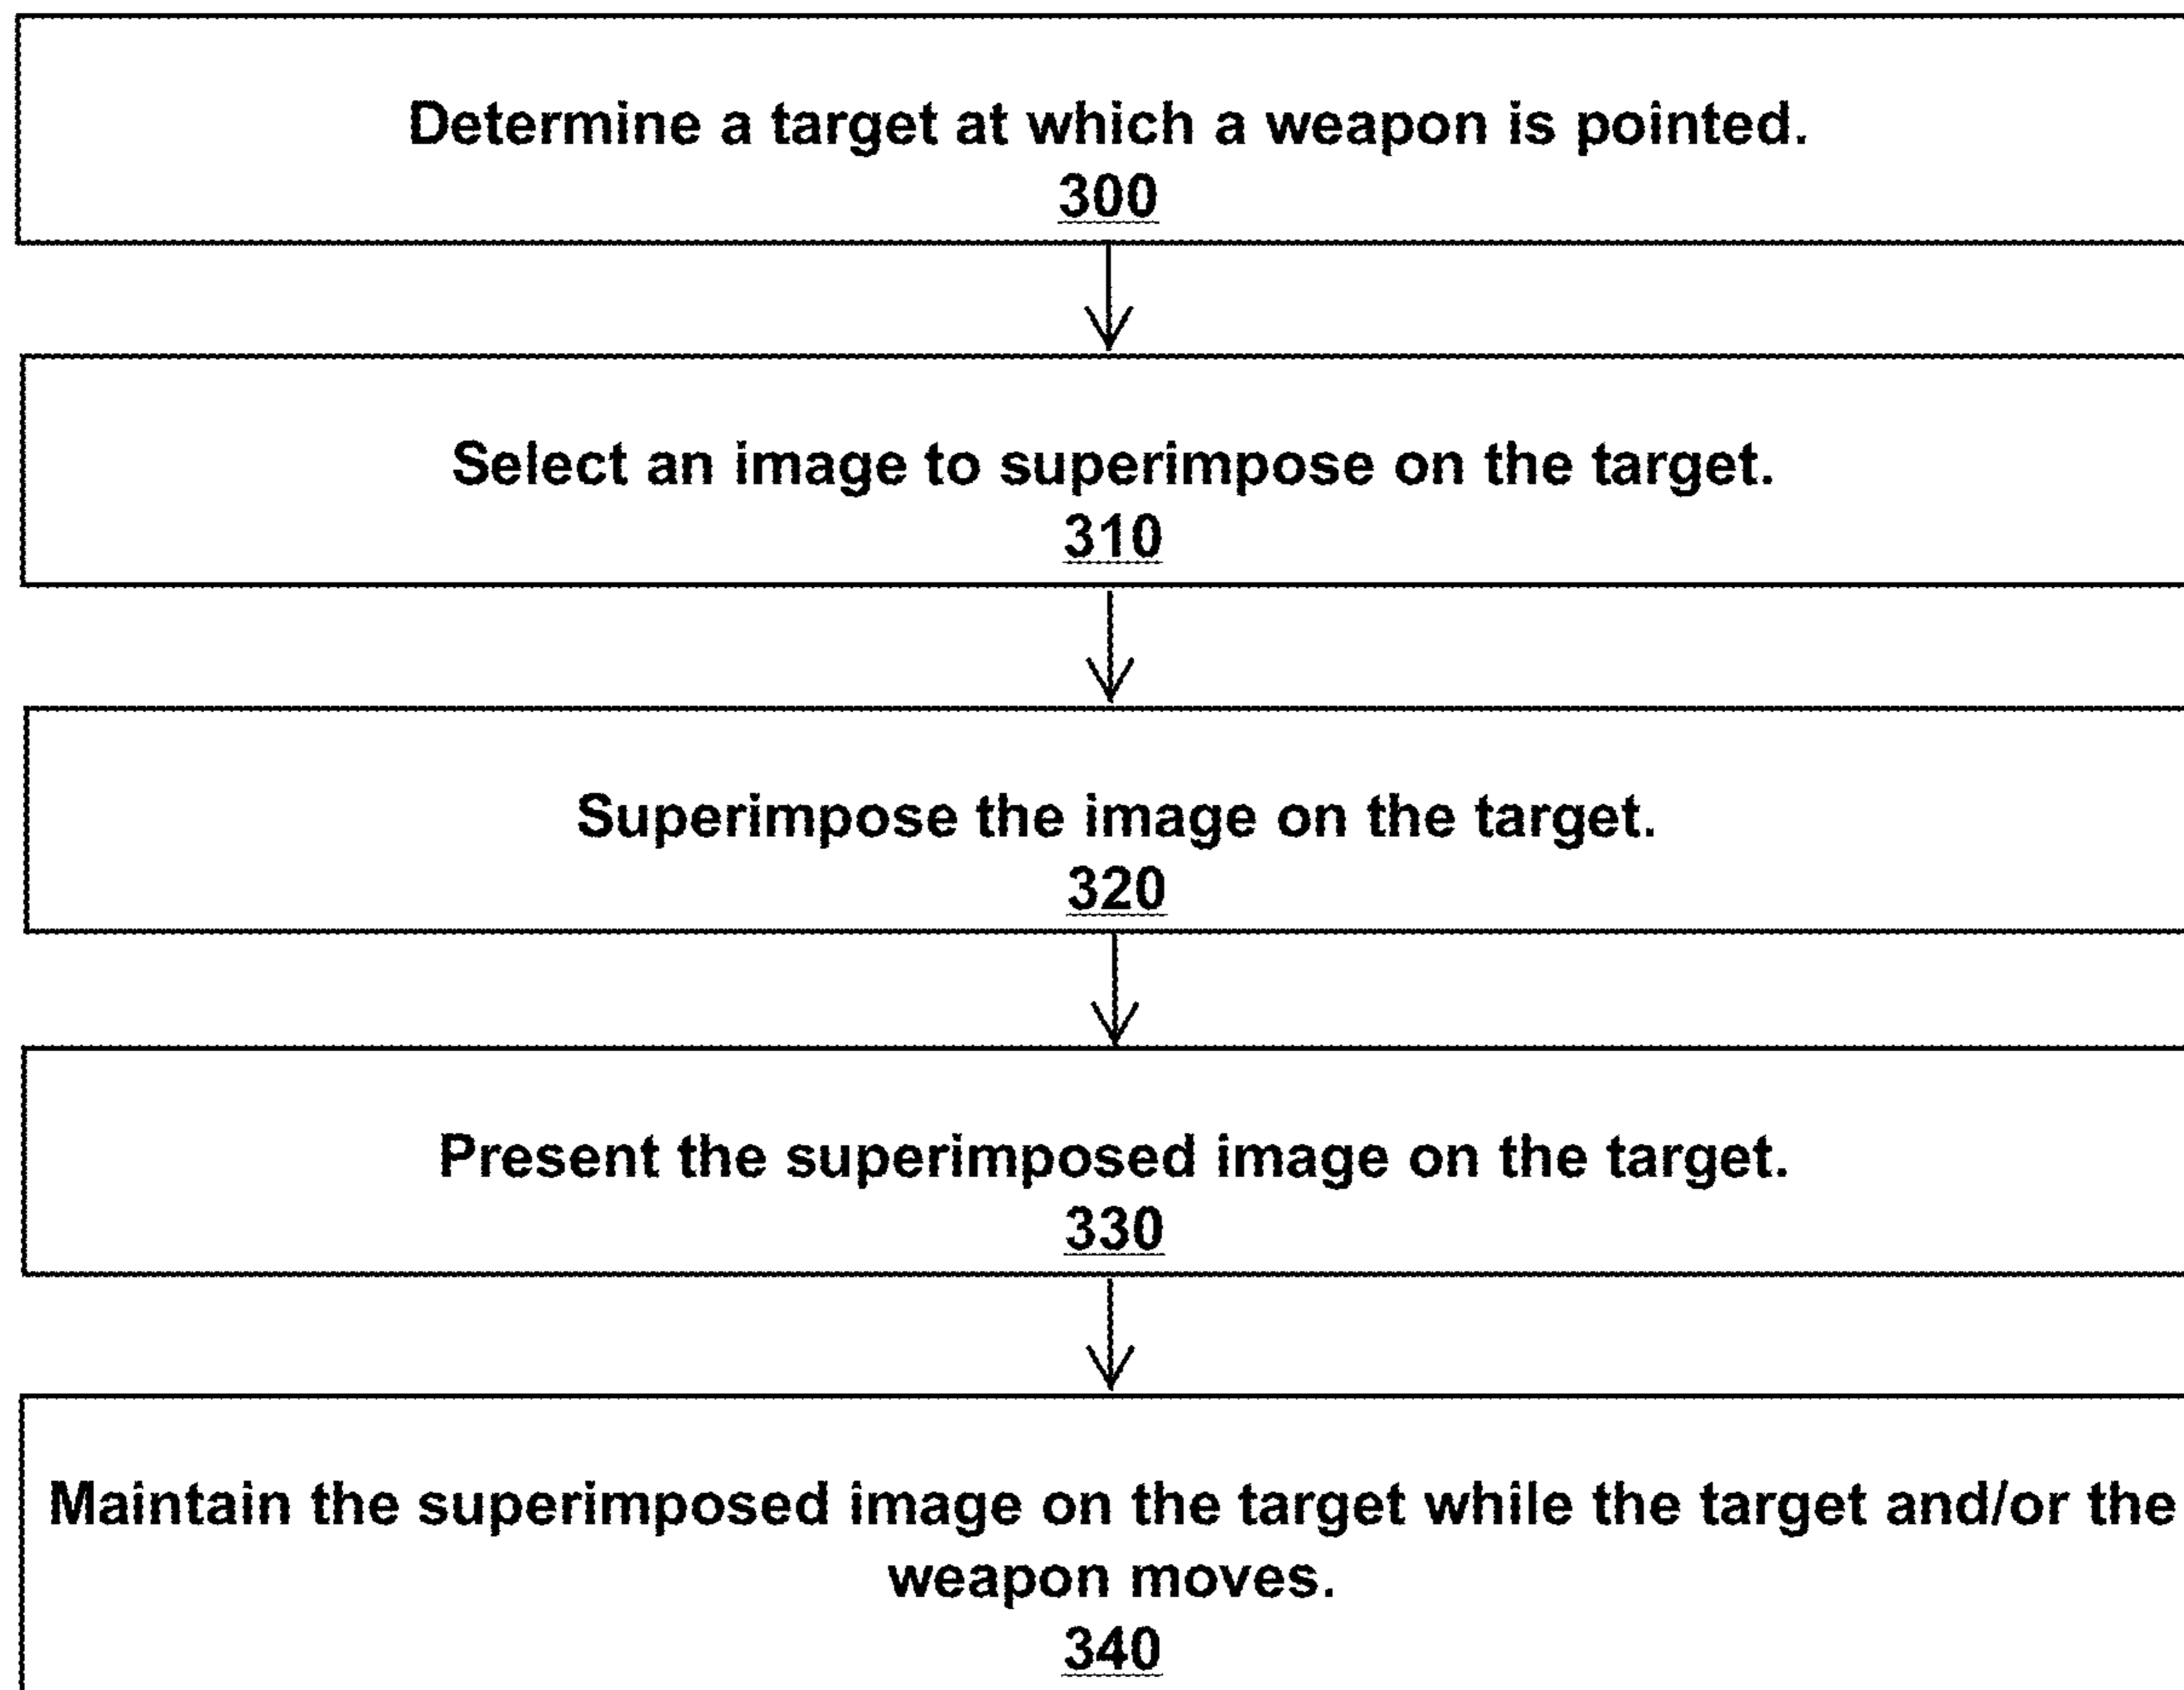 Determine a target at which a weapon is pointed.
300
Select an image to superimpose on the target.
310
Superimpose the image on the target.
320
Present the superimposed image on the target.
330
Maintain the superimposed image on the target while the target and/or the
weapon moves.
340